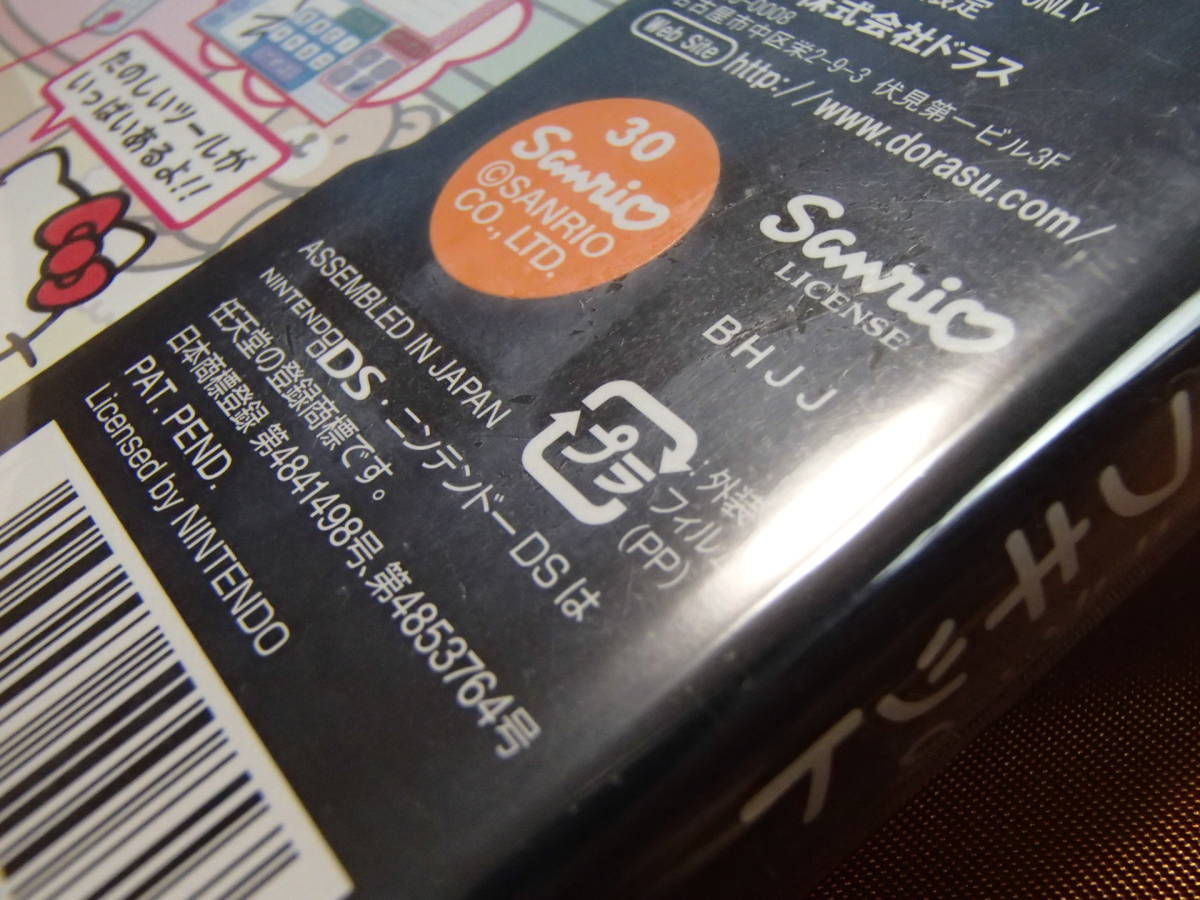 たのしいツールが
いっぱいあるよ!!
ONLY
-0008
株式会社ドラス
古屋市中区栄2-9-3 伏見第一ビル3F
Web Site http://www.dorasu.com/
30
Sanrio
©SANRIO
CO., LTD.
Sanrio
LICENSE
BHJJ
プラ
:外装
フィル
(PP)
ASSEMBLED IN JAPAN
NINTENDO DS・ニンテンドーDSは
任天堂の登録商標です。
日本商標登録 第4841498号、第4853764号
PAT. PEND.
Licensed by NINTENDO